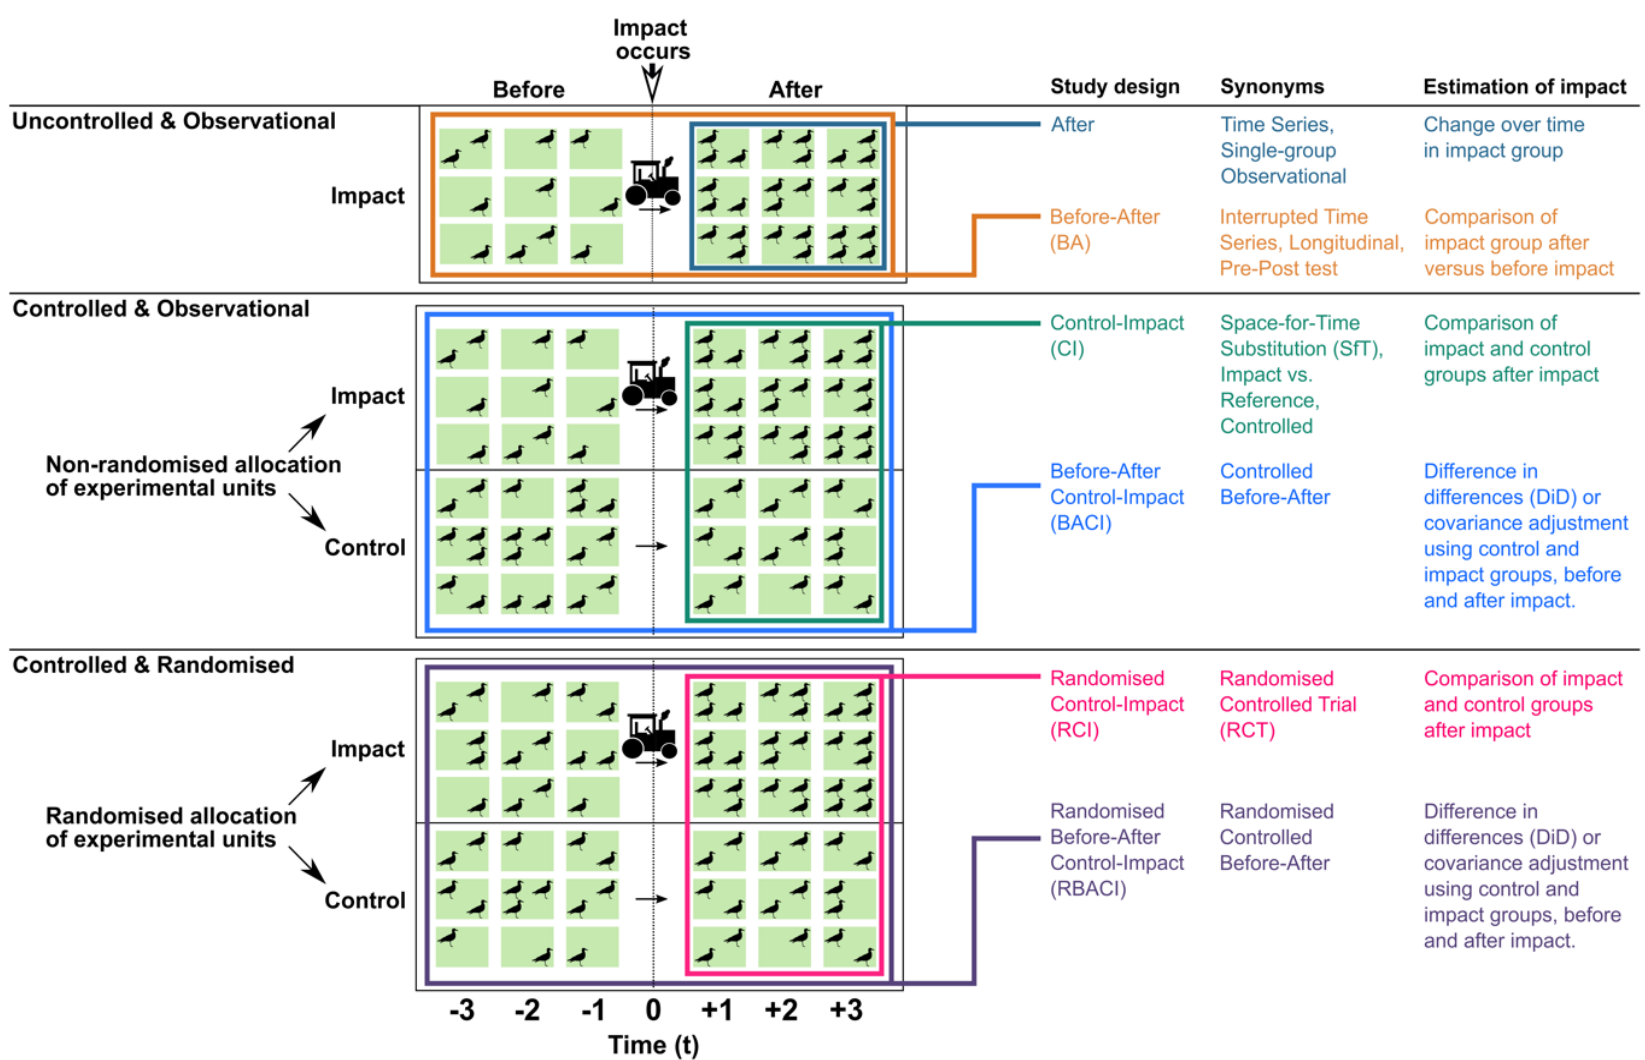 Impact
occurs
Before
After
Study design
Synonyms
Estimation of impact
Uncontrolled & Observational
Impact
After
Time Series,
Single-group
Observational
Change over time
in impact group
Before-After
(BA)
Interrupted Time
Series, Longitudinal,
Pre-Post test
Comparison of
impact group after
versus before impact
Controlled & Observational
Impact
Non-randomised allocation
of experimental units
Control
Control-Impact
(CI)
Space-for-Time
Substitution (SfT),
Impact vs.
Reference,
Controlled
Comparison of
impact and control
groups after impact
Before-After
Control-Impact
(BACI)
Controlled
Before-After
Difference in
differences (DiD) or
covariance adjustment
using control and
impact groups, before
and after impact.
Controlled & Randomised
Impact
Randomised allocation
of experimental units
Control
Randomised
Control-Impact
(RCI)
Randomised
Controlled Trial
(RCT)
Comparison of impact
and control groups
after impact
Randomised
Before-After
Control-Impact
(RBACI)
Randomised
Controlled
Before-After
Difference in
differences (DiD) or
covariance adjustment
using control and
impact groups, before
and after impact.
-3 -2 -1 0 +1 +2 +3
Time (t)